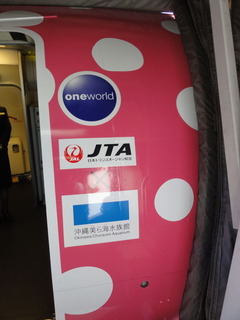 oneworld
JTA
日本トランスオーシャン航空
沖縄美ら海水族館
Okinawa Churaumi Aquarium